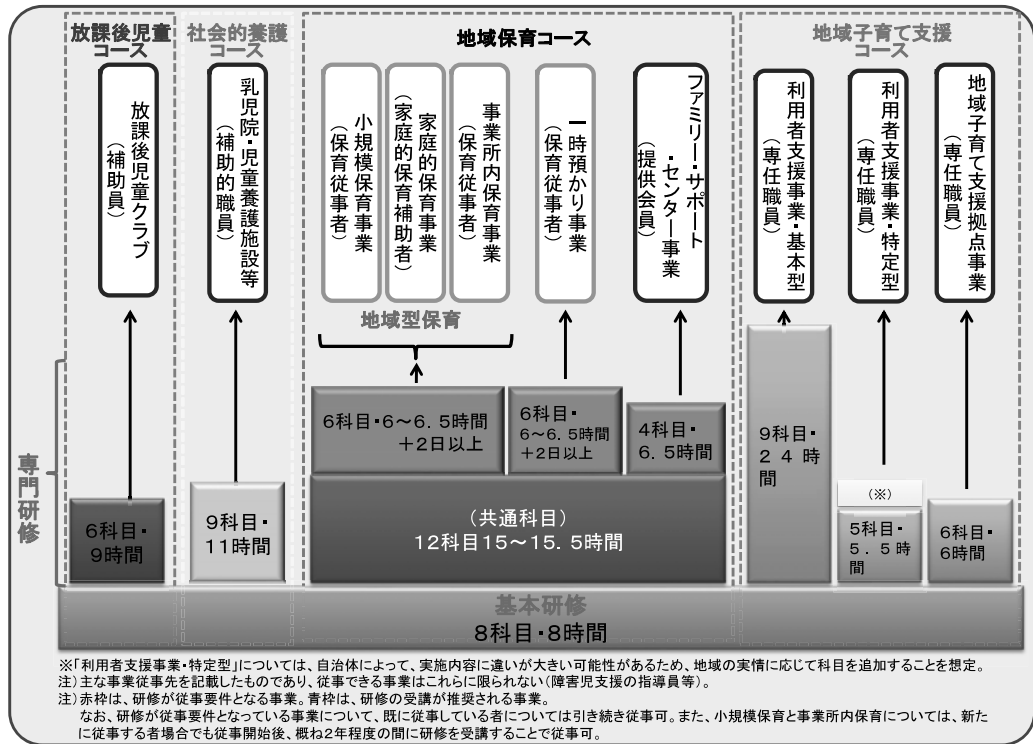 放課後児童
コース
社会的養護
コース
地域保育コース
地域子育て支援
コース
放課後児童クラブ
（補助員）
乳児院・児童養護施設等
（補助的職員）
小規模保育事業
（保育従事者）
家庭的保育事業
（家庭的保育補助者）
事業所内保育事業
（保育従事者）
一時預かり事業
（保育従事者）
ファミリー・サポート
・センター事業
（提供会員）
利用者支援事業・基本型
（専任職員）
利用者支援事業・特定型
（専任職員）
地域子育て支援拠点事業
（専任職員）
地域型保育
専門研修
6科目・
9時間
9科目・
11時間
6科目・6～6．5時間
＋2日以上
6科目・
6～6．5時間
＋2日以上
4科目・
6．5時間
（共通科目）
12科目15～15．5時間
9科目・
２４時
間
（※）
5科目・
５．５時
間
6科目・
6時間
基本研修
8科目・8時間
※「利用者支援事業・特定型」については、自治体によって、実施内容に違いが大きい可能性があるため、地域の実情に応じて科目を追加することを想定。
注）主な事業従事先を記載したものであり、従事できる事業はこれらに限られない（障害児支援の指導員等）。
注）赤枠は、研修が従事要件となる事業。青枠は、研修の受講が推奨される事業。
なお、研修が従事要件となっている事業について、既に従事している者については引き続き従事可。また、小規模保育と事業所内保育については、新た
に従事する者場合でも従事開始後、概ね2年程度の間に研修を受講することで従事可。